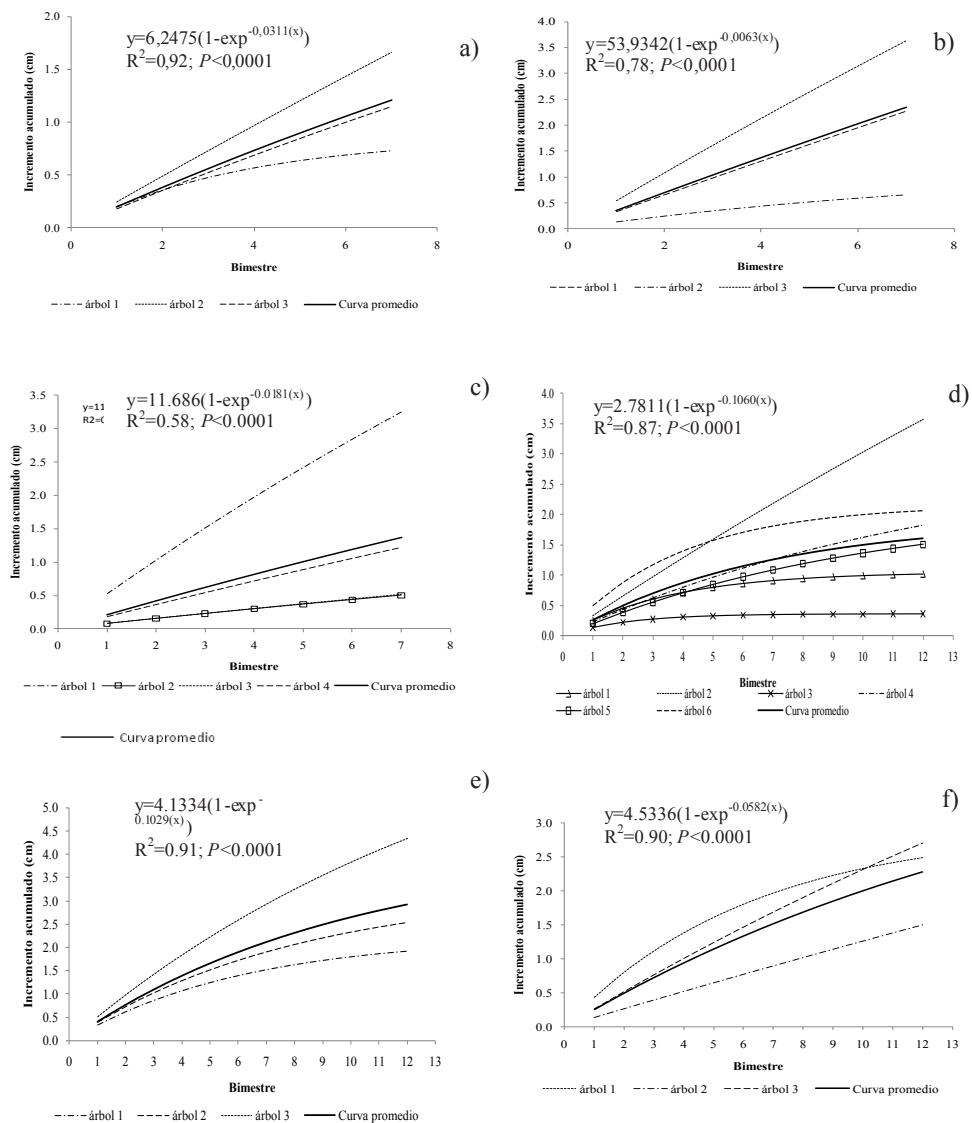 a)
y=6,2475(1-exp-0,0311(x))
R2=0,92; P<0,0001
Incremento acumulado (cm)
2.0
1.5
1.0
0.5
0.0
0 2 4 6 8
Bimestre
árbol 1 árbol 2 árbol 3 Curva promedio
b)
y=53,9342(1-exp-0,0063(x))
R2=0,78; P<0,0001
Incremento acumulado (cm)
4.0
3.5
3.0
2.5
2.0
1.5
1.0
0.5
0.0
0 2 4 6 8
Bimestre
árbol 1 árbol 2 árbol 3 Curva promedio
c)
y=11
R2=0
y=11.686(1-exp-0.0181(x))
R2=0.58; P<0.0001
Incremento acumulado (cm)
3.5
3.0
2.5
2.0
1.5
1.0
0.5
0.0
0 1 2 3 4 5 6 7 8
Bimestre
árbol 1 árbol 2 árbol 3 árbol 4 Curva promedio
Curva promedio
d)
y=2.7811(1-exp-0.1060(x))
R2=0.87; P<0.0001
Incremento acumulado (cm)
4.0
3.5
3.0
2.5
2.0
1.5
1.0
0.5
0.0
0 1 2 3 4 5 6 7 8 9 10 11 12 13
Bimestre
árbol 1 árbol 2 árbol 3 árbol 4
árbol 5 árbol 6 Curva promedio
e)
y=4.1334(1-exp-
0.1029(x))
R2=0.91; P<0.0001
Incremento acumulado (cm)
5.0
4.5
4.0
3.5
3.0
2.5
2.0
1.5
1.0
0.5
0.0
0 1 2 3 4 5 6 7 8 9 10 11 12 13
Bimestre
árbol 1 árbol 2 árbol 3 Curva promedio
f)
y=4.5336(1-exp-0.0582(x))
R2=0.90; P<0.0001
Incremento acumulado (cm)
3.0
2.5
2.0
1.5
1.0
0.5
0.0
0 1 2 3 4 5 6 7 8 9 10 11 12 13
Bimestre
árbol 1 árbol 2 árbol 3 Curva promedio